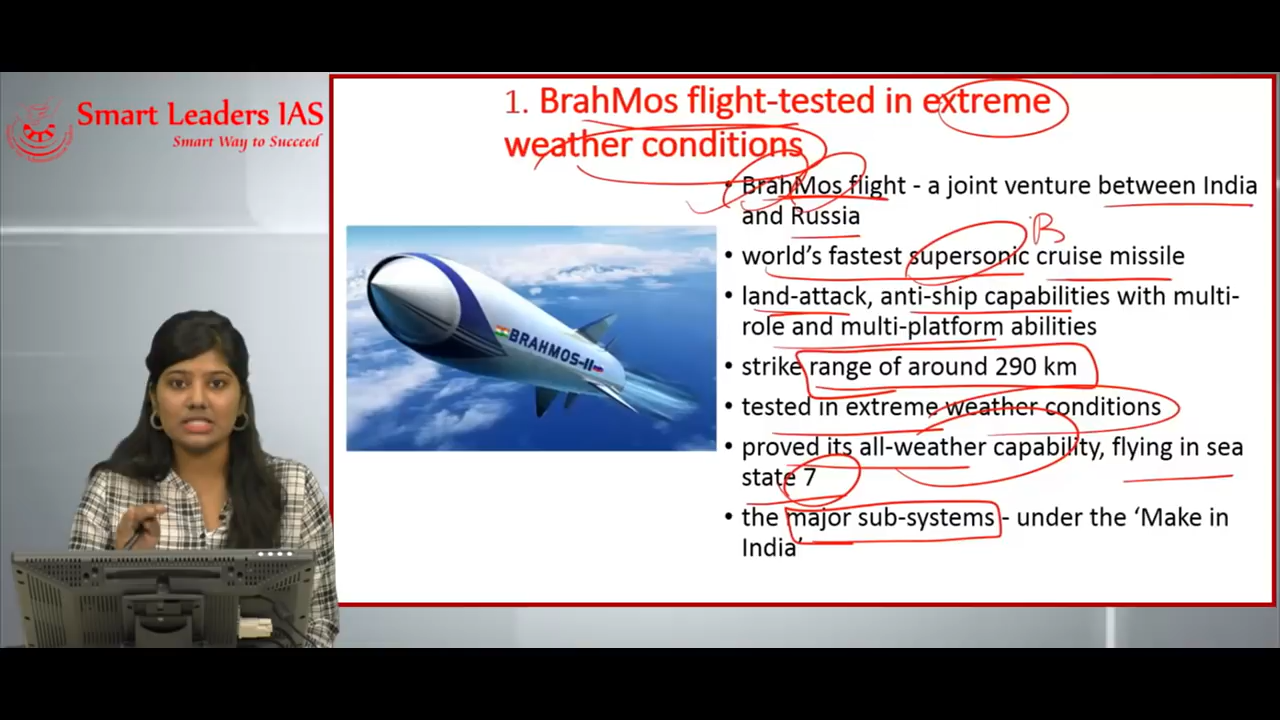 Smart Leaders IAS
Smart Way to Succeed
1. BrahMos flight-tested in extreme
weather conditions
• BrahMos flight - a joint venture between India
and Russia
B
• world's fastest supersonic cruise missile
• land-attack, anti-ship capabilities with multi-
role and multi-platform abilities
• strike range of around 290 km
• tested in extreme weather conditions
• proved its all-weather capability, flying in sea
state 7
• the major sub-systems - under the ‘Make in
India’
BRAHMOS-II